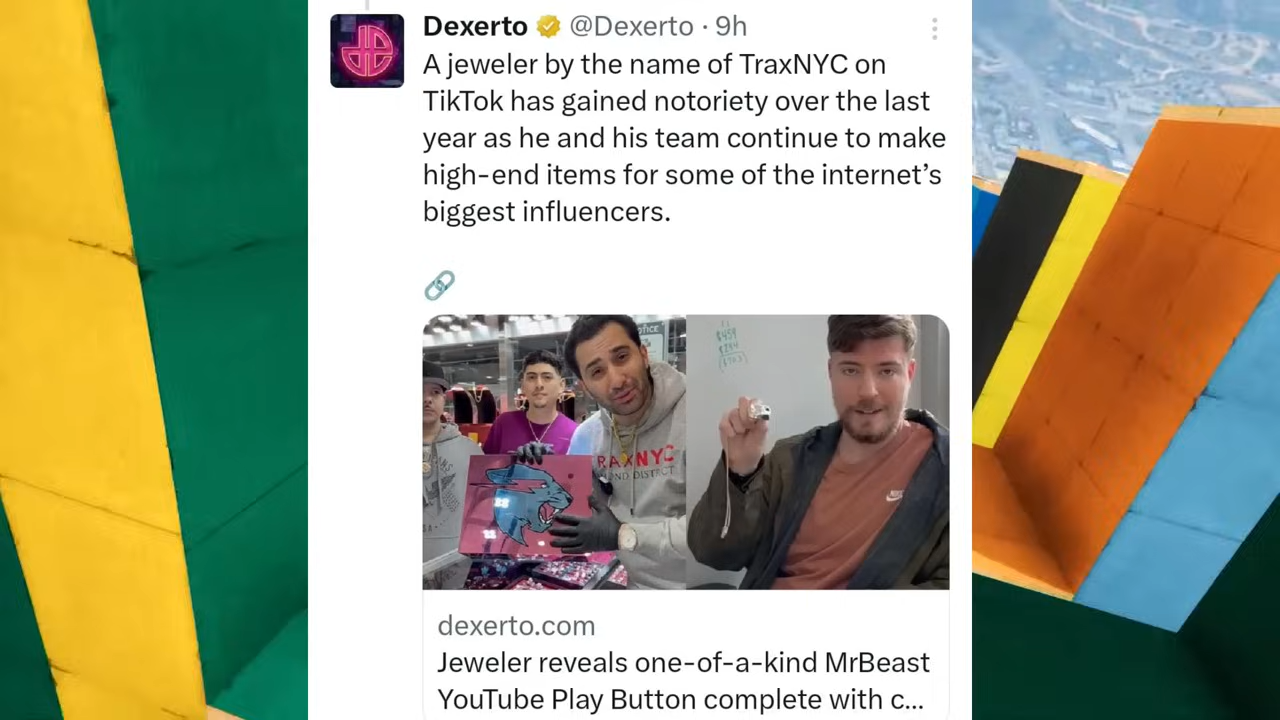 Dexerto @Dexerto · 9h
A jeweler by the name of TraxNYC on
TikTok has gained notoriety over the last
year as he and his team continue to make
high-end items for some of the internet’s
biggest influencers.
RAXNYC
OND DISTRICT
dexerto.com
Jeweler reveals one-of-a-kind MrBeast
YouTube Play Button complete with c...